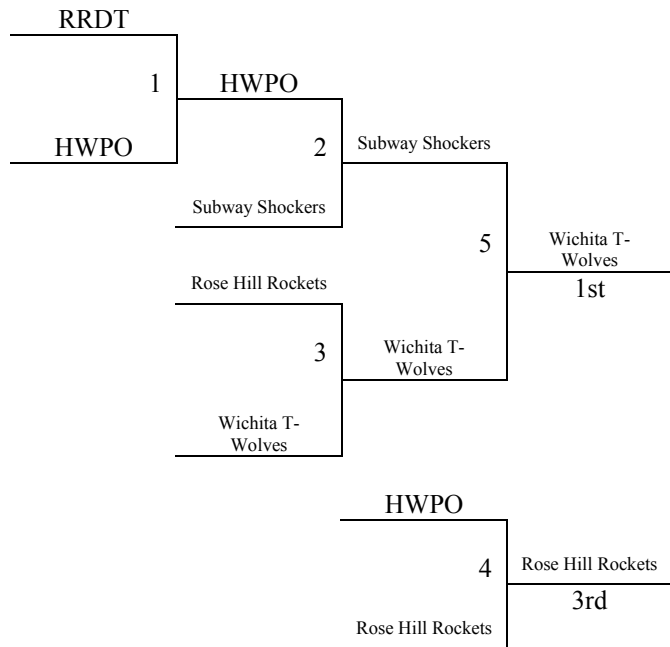 RRDT
1
HWPO
HWPO
2
Subway Shockers
Subway Shockers
5
Wichita T-
Wolves
1st
Rose Hill Rockets
3
Wichita T-
Wolves
Wichita T-
Wolves
HWPO
4
Rose Hill Rockets
3rd
Rose Hill Rockets